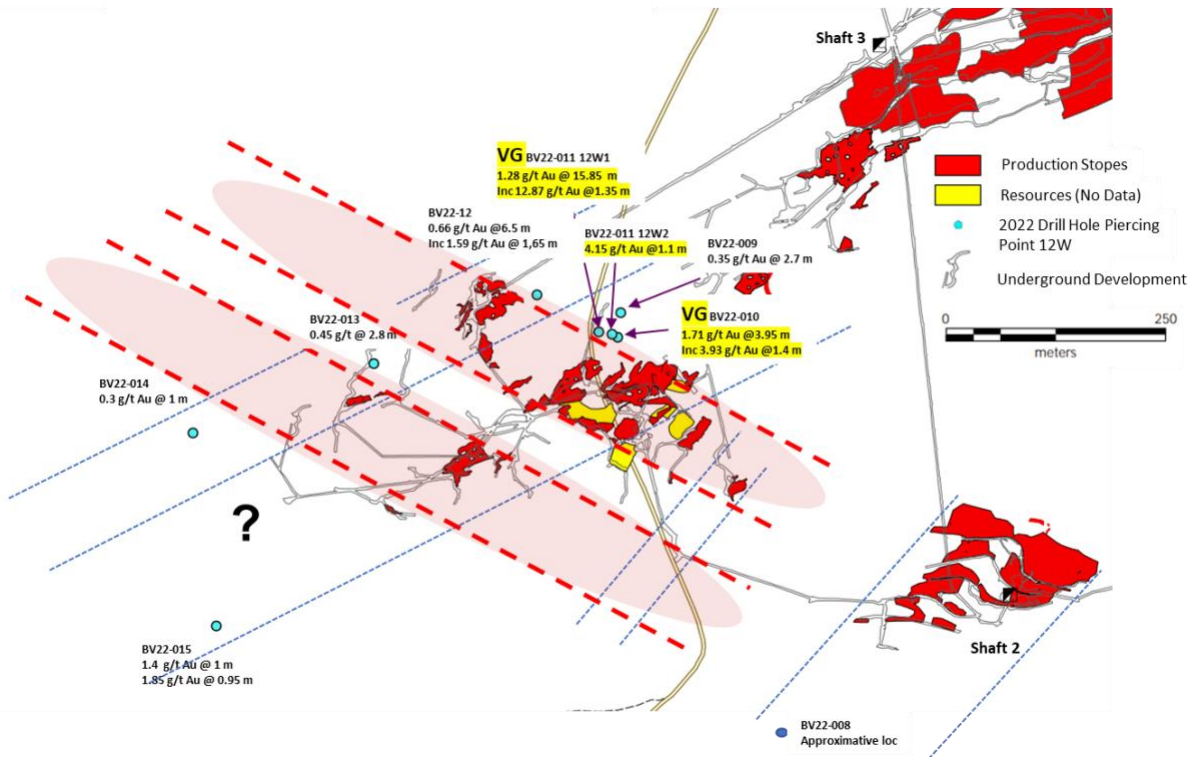 Shaft 3
VG BV22-011 12W1
1.28 g/t Au @ 15.85 m
Inc 12.87 g/t Au @1.35 m
BV22-12
0.66 g/t Au @6.5 m
Inc 1.59 g/t Au @ 1,65 m
BV22-011 12W2
4.15 g/t Au @1.1 m
BV22-009
0.35 g/t Au @ 2.7 m
VG BV22-010
1.71 g/t Au @3.95 m
Inc 3.93 g/t Au @1.4 m
Production Stopes
Resources (No Data)
2022 Drill Hole Piercing
Point 12W
Underground Development
0 250
meters
BV22-013
0.45 g/t @ 2.8 m
BV22-014
0.3 g/t Au @ 1 m
?
BV22-015
1.4 g/t Au @ 1 m
1.85 g/t Au @ 0.95 m
Shaft 2
BV22-008
Approximative loc